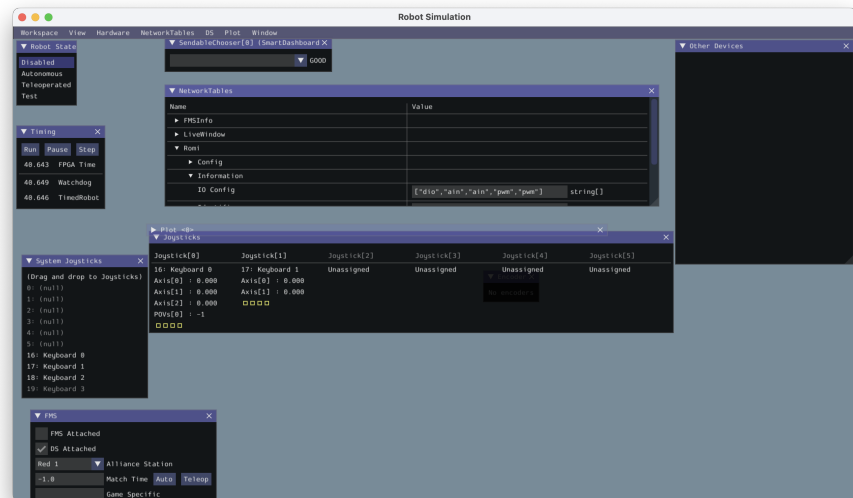 Robot Simulation
Workspace View Hardware NetworkTables DS Plot Window
Robot State
Disabled
Autonomous
Teleoperated
Test
SendableChooser[0] (SmartDashboard
GOOD
Other Devices
NetworkTables
Name Value
FMSInfo
LiveWindow
Romi
Config
Information
IO Config ["dio","ain","ain","pwm","pwm"] string[]
Timing
Run Pause Step
40.643 FPGA Time
40.649 Watchdog
40.646 TimedRobot
Plot <0>
Joysticks
Joystick[0] Joystick[1] Joystick[2] Joystick[3] Joystick[4] Joystick[5]
16: Keyboard 0 17: Keyboard 1 Unassigned Unassigned Unassigned Unassigned
Axis[0] : 0.000 Axis[0] : 0.000
Axis[1] : 0.000 Axis[1] : 0.000
Axis[2] : 0.000
POVs[0] : -1
No encoders
System Joysticks
(Drag and drop to Joysticks)
0: (null)
1: (null)
2: (null)
3: (null)
4: (null)
5: (null)
16: Keyboard 0
17: Keyboard 1
18: Keyboard 2
19: Keyboard 3
FMS
FMS Attached
DS Attached
Red 1 Alliance Station
-1.0 Match Time Auto Teleop
Game Specific